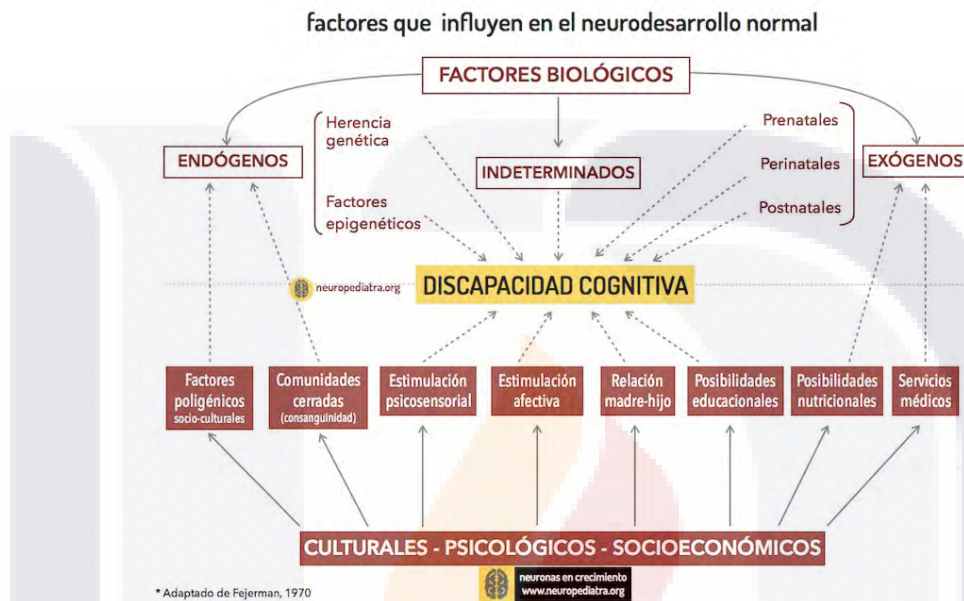 factores que influyen en el neurodesarrollo normal
FACTORES BIOLÓGICOS
Herencia
genética
Prenatales
ENDÓGENOS
EXÓGENOS
INDETERMINADOS
Perinatales
Factores
epigenéticos
Postnatales
neuropediatra.org
DISCAPACIDAD COGNITIVA
Factores
poligénicos
socio-culturales
Comunidades
cerradas
(consanguinidad)
Estimulación
psicosensorial
Estimulación
afectiva
Relación
madre-hijo
Posibilidades
educacionales
Posibilidades
nutricionales
Servicios
médicos
CULTURALES - PSICOLÓGICOS - SOCIOECONÓMICOS
neuronas en crecimiento
www.neuropediatra.org
* Adaptado de Fejerman, 1970